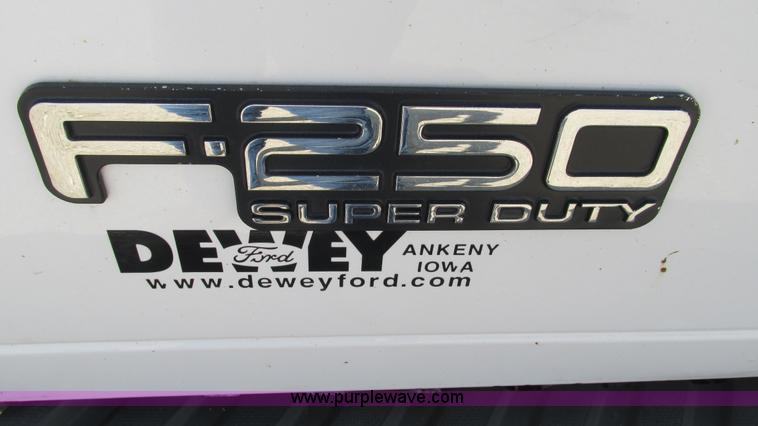 F-250
SUPER DUTY
DEWEY
Ford
ANKENY
IOWA
www.deweyford.com
www.purplewave.com